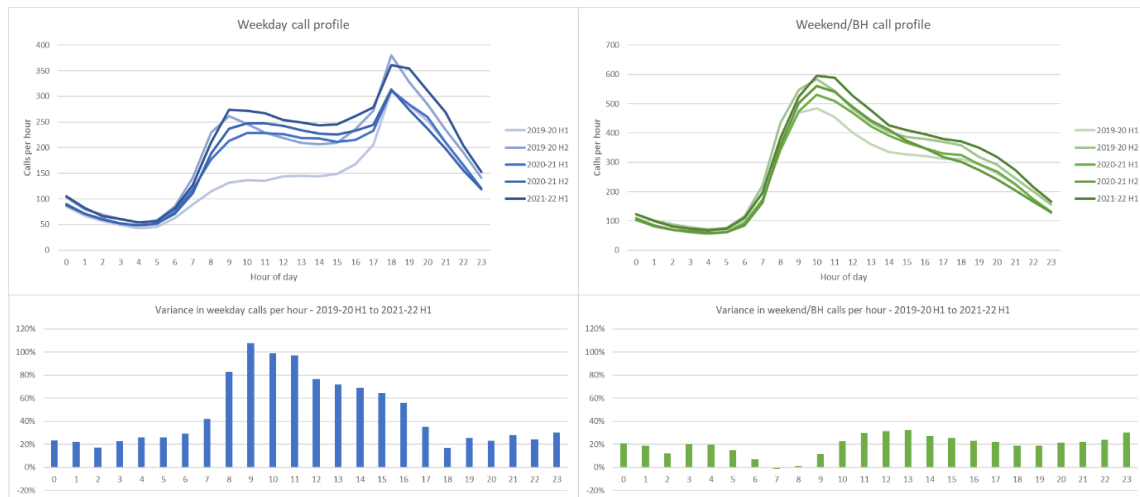 Weekday call profile
400
350
300
250
200
150
100
50
0
Calls per hour
0 1 2 3 4 5 6 7 8 9 10 11 12 13 14 15 16 17 18 19 20 21 22 23
Hour of day
2019-20 H1
2019-20 H2
2020-21 H1
2020-21 H2
2021-22 H1
Weekend/BH call profile
700
600
500
400
300
200
100
0
Calls per hour
0 1 2 3 4 5 6 7 8 9 10 11 12 13 14 15 16 17 18 19 20 21 22 23
Hour of day
2019-20 H1
2019-20 H2
2020-21 H1
2020-21 H2
2021-22 H1
Variance in weekday calls per hour - 2019-20 H1 to 2021-22 H1
120%
100%
80%
60%
40%
20%
0%
-20%
0 1 2 3 4 5 6 7 8 9 10 11 12 13 14 15 16 17 18 19 20 21 22 23
Variance in weekend/BH calls per hour - 2019-20 H1 to 2021-22 H1
120%
100%
80%
60%
40%
20%
0%
-20%
0 1 2 3 4 5 6 7 8 9 10 11 12 13 14 15 16 17 18 19 20 21 22 23